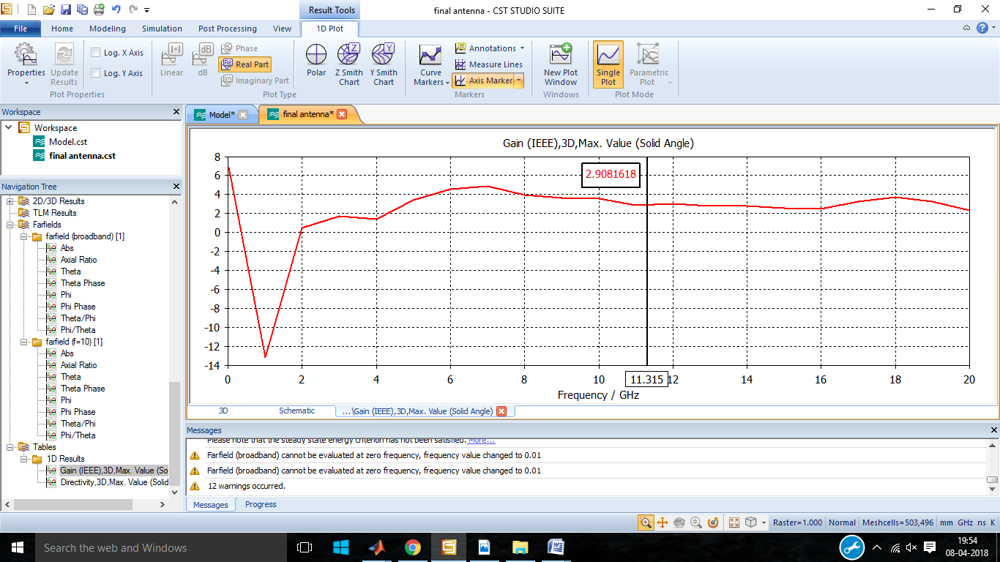 Result Tools
final antenna - CST STUDIO SUITE
File Home Modeling Simulation Post Processing View 1D Plot
Properties
Update Results
Log. X Axis
Log. Y Axis
Plot Properties
Linear
dB
Phase
Real Part
Imaginary Part
Plot Type
Polar
Z Smith Chart
Y Smith Chart
Curve Markers
Annotations
Measure Lines
Axis Marker
Markers
New Plot Window
Windows
Single Plot
Parametric Plot
Plot Mode
Workspace
Workspace
Model.cst
final antenna.cst
Navigation Tree
2D/3D Results
TLM Results
Farfields
farfield (broadband) [1]
Abs
Axial Ratio
Theta
Theta Phase
Phi
Phi Phase
Theta/Phi
Phi/Theta
farfield (f=10) [1]
Abs
Axial Ratio
Theta
Theta Phase
Phi
Phi Phase
Theta/Phi
Phi/Theta
Tables
1D Results
Gain (IEEE),3D,Max. Value (So
Directivity,3D,Max. Value (Solid
Model* final antenna*
Gain (IEEE),3D,Max. Value (Solid Angle)
2.9081618
8
6
4
2
0
-2
-4
-6
-8
-10
-12
-14
0 2 4 6 8 10 11.315 12 14 16 18 20
Frequency / GHz
3D Schematic ...\Gain (IEEE),3D,Max. Value (Solid Angle)
Messages
Please note that the steady state energy criterion has not been satisfied. More...
Farfield (broadband) cannot be evaluated at zero frequency, frequency value changed to 0.01
Farfield (broadband) cannot be evaluated at zero frequency, frequency value changed to 0.01
12 warnings occurred.
Messages Progress
Raster=1.000 Normal Meshcells=503,496 mm GHz ns K
Search the web and Windows
19:54
08-04-2018